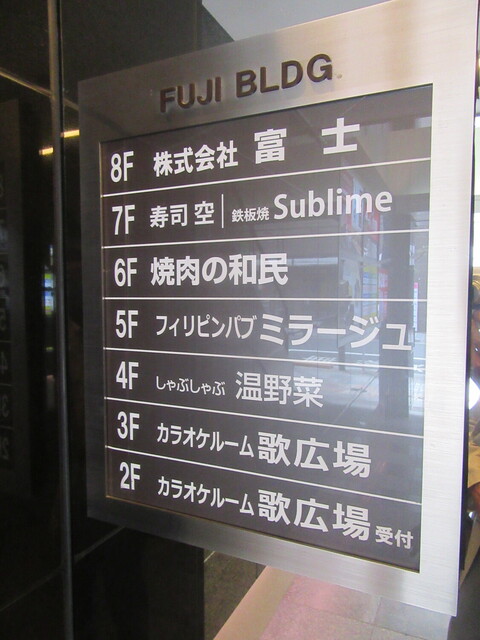 FUJI BLDG.
8F 株式会社 富士
7F 寿司 空 | 鉄板焼 Sublime
6F 焼肉の和民
5F フィリピンパブ ミラージュ
4F しゃぶしゃぶ 温野菜
3F カラオケルーム 歌広場
2F カラオケルーム 歌広場 受付